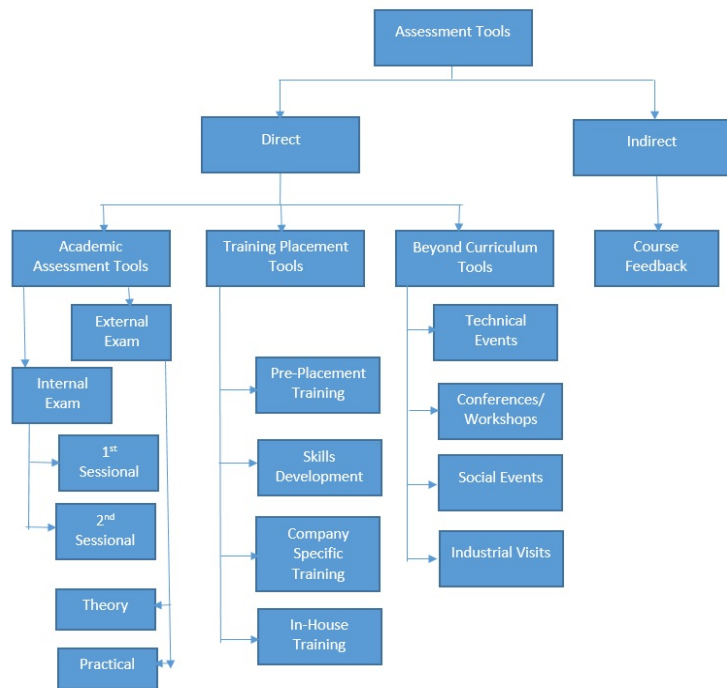 Assessment Tools
Direct
Indirect
Academic
Assessment Tools
Training Placement
Tools
Beyond Curriculum
Tools
Course
Feedback
External
Exam
Internal
Exam
1st
Sessional
2nd
Sessional
Theory
Practical
Pre-Placement
Training
Skills
Development
Company
Specific
Training
In-House
Training
Technical
Events
Conferences/
Workshops
Social Events
Industrial Visits